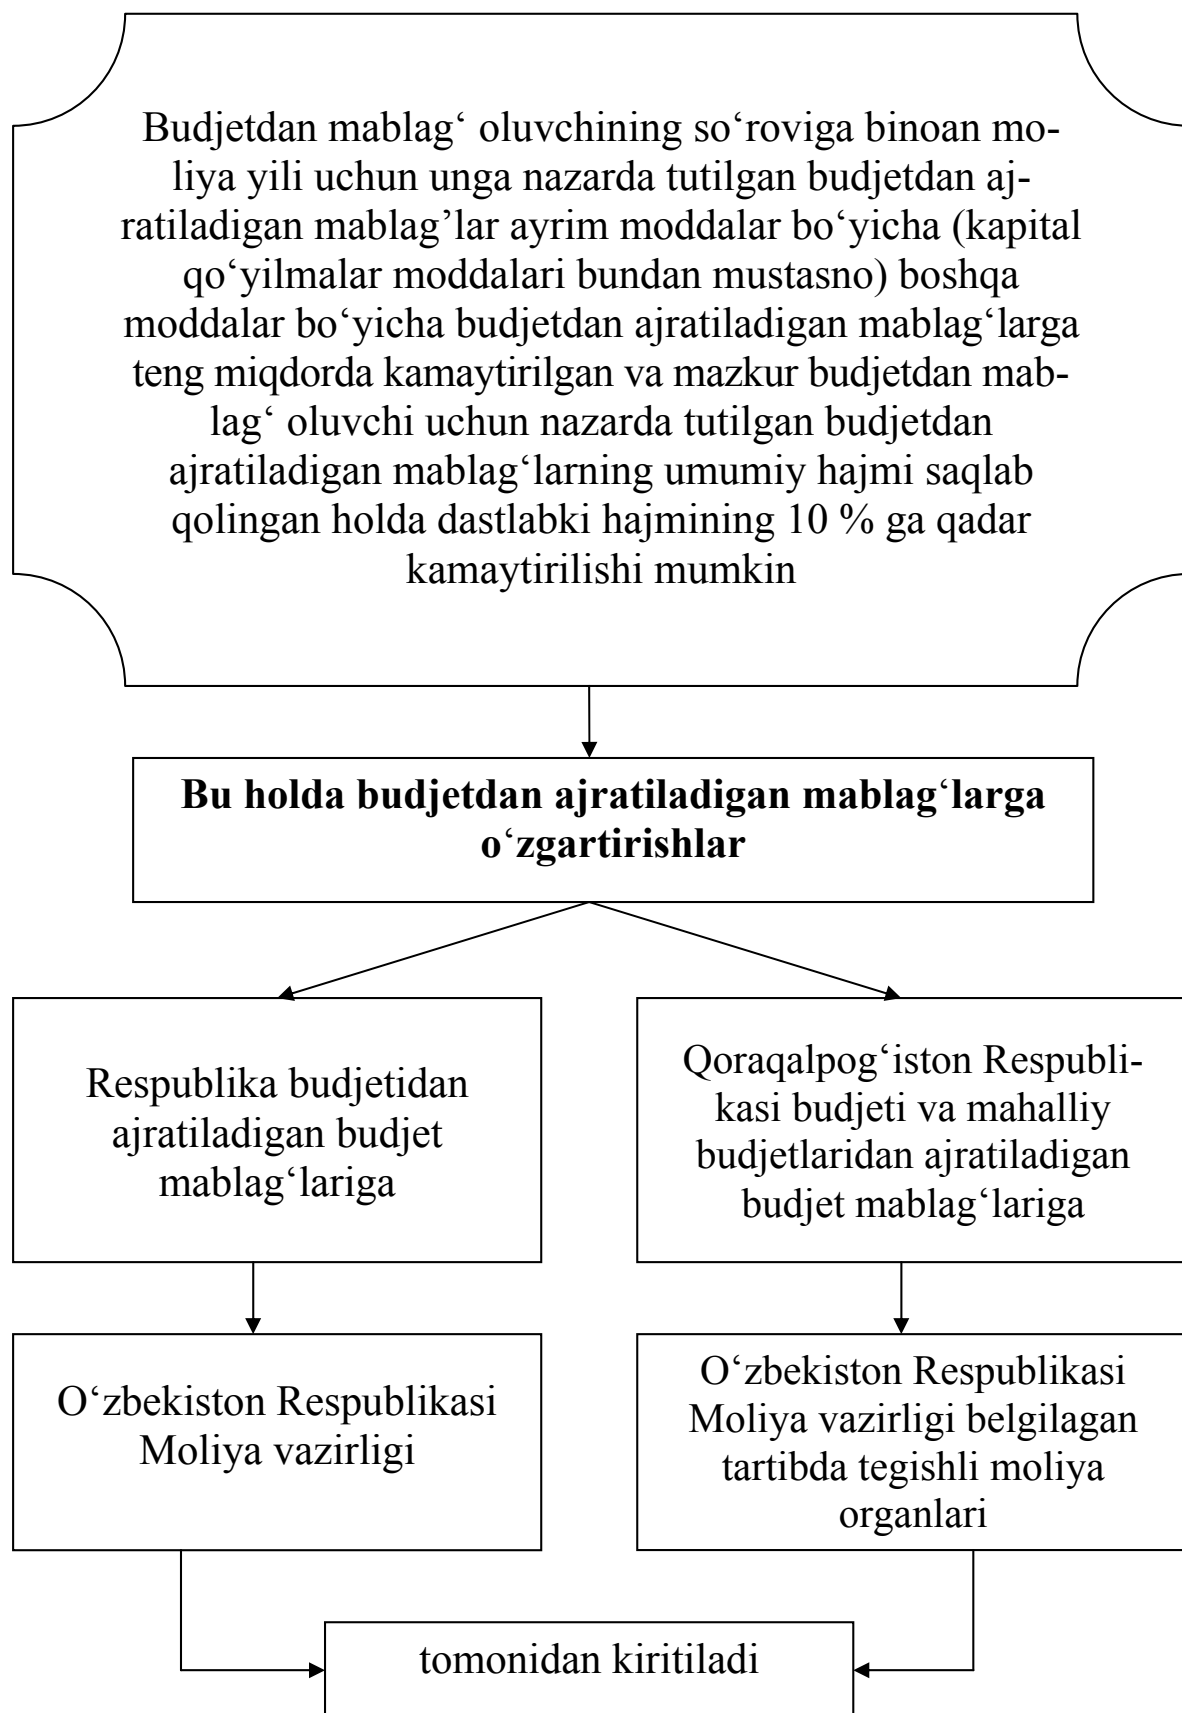 Budjetdan mablag‘ oluvchining so‘roviga binoan mo-
liya yili uchun unga nazarda tutilgan budjetdan aj-
ratiladigan mablag’lar ayrim moddalar bo‘yicha (kapital
qo‘yilmalar moddalari bundan mustasno) boshqa
moddalar bo‘yicha budjetdan ajratiladigan mablag‘larga
teng miqdorda kamaytirilgan va mazkur budjetdan mab-
lag‘ oluvchi uchun nazarda tutilgan budjetdan
ajratiladigan mablag‘larning umumiy hajmi saqlab
qolingan holda dastlabki hajmining 10 % ga qadar
kamaytirilishi mumkin
Bu holda budjetdan ajratiladigan mablag‘larga
o‘zgartirishlar
Respublika budjetidan
ajratiladigan budjet
mablag‘lariga
Qoraqalpog‘iston Respubli-
kasi budjeti va mahalliy
budjetlaridan ajratiladigan
budjet mablag‘lariga
O‘zbekiston Respublikasi
Moliya vazirligi
O‘zbekiston Respublikasi
Moliya vazirligi belgilagan
tartibda tegishli moliya
organlari
tomonidan kiritiladi